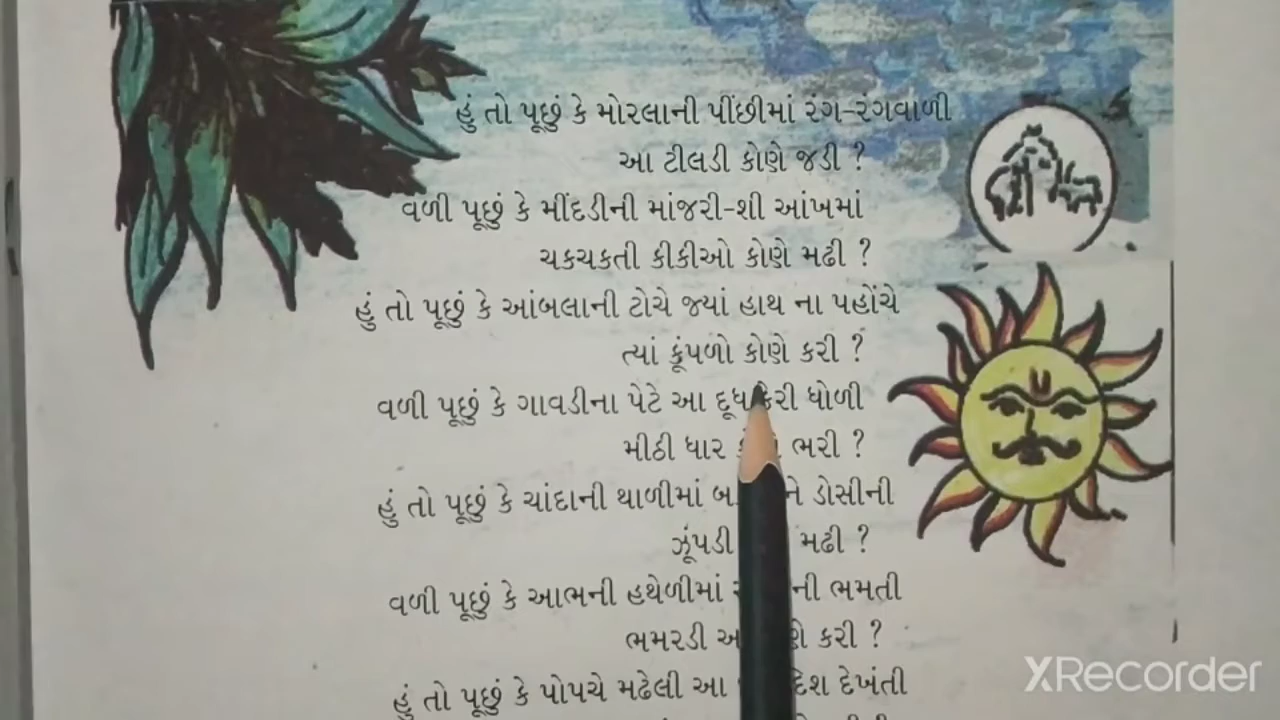 હું તો પૂછું કે મોરલાની પીંછીમાં રંગ-રંગવાળી
આ ટીલડી કોણે જડી ?
વળી પૂછું કે મીંદડીની માંજરી-શી આંખમાં
ચકચકતી કીકીઓ કોણે મઢી ?
હું તો પૂછું કે આંબલાની ટોચે જ્યાં હાથ ના પહોંચે
ત્યાં કૂંપળો કોણે કરી ?
વળી પૂછું કે ગાવડીના પેટે આ દૂધકેરી ધોળી
મીઠી ધાર ભરી ?
હું તો પૂછું કે ચાંદાની થાળીમાં ને ડોસીની
ઝૂંપડી મઢી ?
વળી પૂછું કે આભની હથેળીમાં ભમતી
ભમરડી કરી ?
હું તો પૂછું કે પોપચે મઢેલી આ દેખંતી
XRecorder